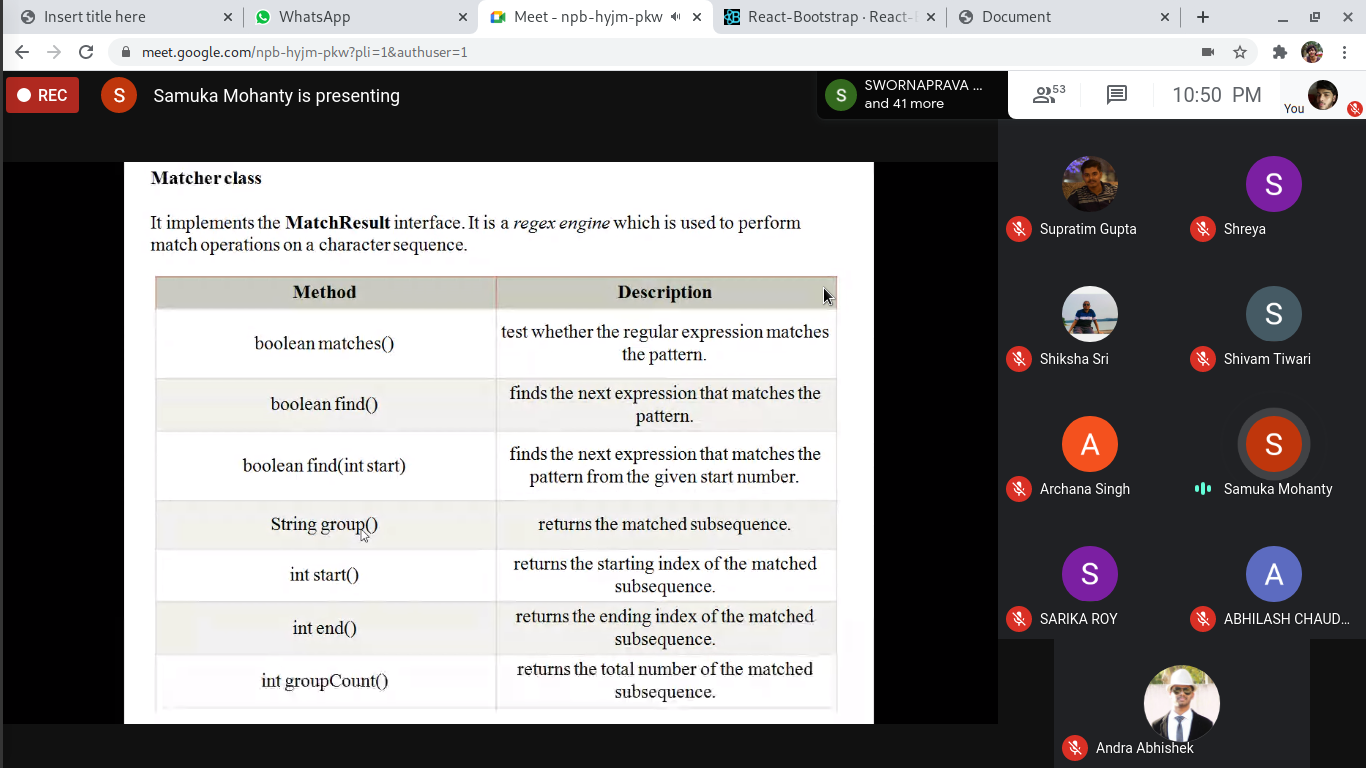 Insert title here
WhatsApp
Meet - npb-hyjm-pkw
React-Bootstrap · React-
Document
meet.google.com/npb-hyjm-pkw?pli=1&authuser=1
REC
S
Samuka Mohanty is presenting
S
SWORNAPRAVA ...
and 41 more
53
10:50 PM
You
Matcher class
It implements the MatchResult interface. It is a regex engine which is used to perform
match operations on a character sequence.
Method
Description
boolean matches()
test whether the regular expression matches
the pattern.
boolean find()
finds the next expression that matches the
pattern.
boolean find(int start)
finds the next expression that matches the
pattern from the given start number.
String group()
returns the matched subsequence.
int start()
returns the starting index of the matched
subsequence.
int end()
returns the ending index of the matched
subsequence.
int groupCount()
returns the total number of the matched
subsequence.
Supratim Gupta
S
Shreya
Shiksha Sri
S
Shivam Tiwari
A
Archana Singh
S
Samuka Mohanty
S
SARIKA ROY
A
ABHILASH CHAUD...
Andra Abhishek